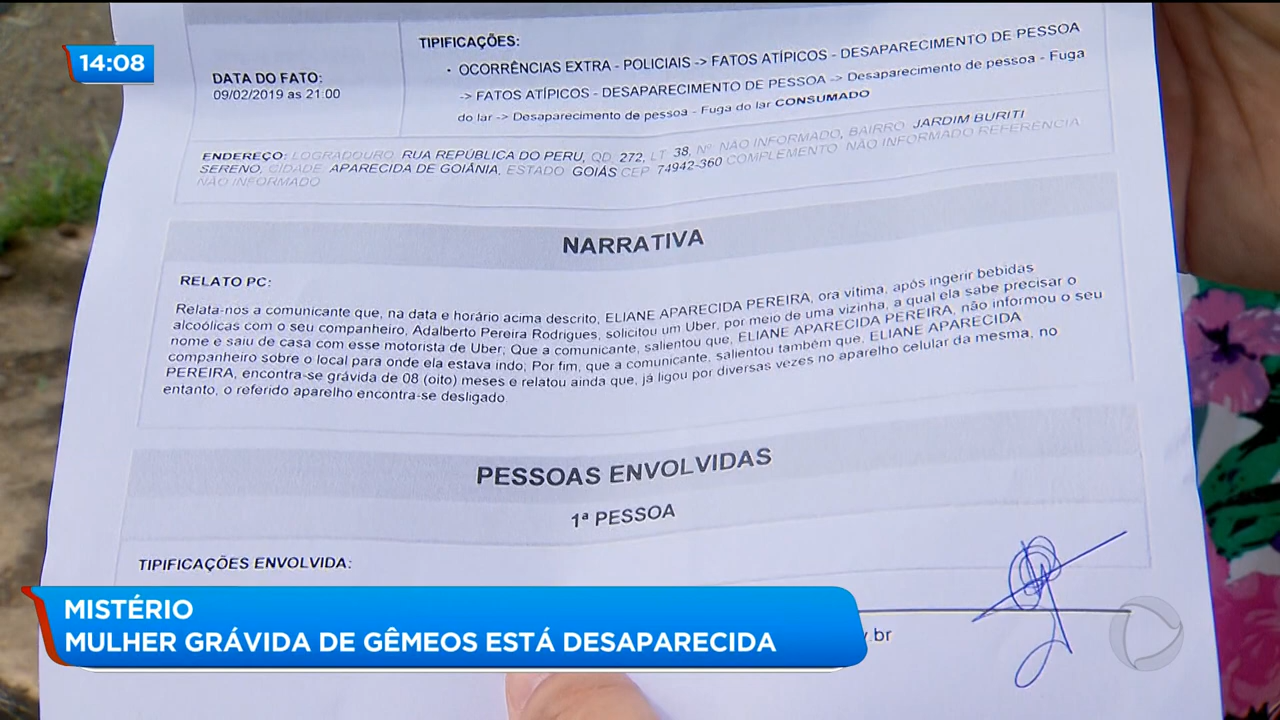 14:08
TIPIFICAÇÕES:
· OCORRÊNCIAS EXTRA - POLICIAIS -> FATOS ATÍPICOS - DESAPARECIMENTO DE PESSOA
-> FATOS ATÍPICOS - DESAPARECIMENTO DE PESSOA -> Desaparecimento de pessoa - Fuga
do lar -> Desaparecimento de pessoa - Fuga do lar CONSUMADO
DATA DO FATO:
09/02/2019 as 21:00
ENDEREÇO: LOGRADOURO RUA REPÚBLICA DO PERU, QD 272, LT 38, Nº NÃO INFORMADO, BAIRRO JARDIM BURITI
SERENO, CIDADE APARECIDA DE GOIÂNIA, ESTADO GOIÁS CEP 74942-360 COMPLEMENTO NÃO INFORMADO REFERÊNCIA
NÃO INFORMADO
NARRATIVA
RELATO PC:
Relata-nos a comunicante que, na data e horário acima descrito, ELIANE APARECIDA PEREIRA, ora vítima, após ingerir bebidas
alcoólicas com o seu companheiro, Adalberto Pereira Rodrigues, solicitou um Uber, por meio de uma vizinha, a qual ela sabe precisar o
nome e saiu de casa com esse motorista de Uber; Que a comunicante, salientou que, ELIANE APARECIDA PEREIRA, não informou o seu
companheiro sobre o local para onde ela estava indo; Por fim, que a comunicante, salientou também que, ELIANE APARECIDA
PEREIRA, encontra-se grávida de 08 (oito) meses e relatou ainda que, já ligou por diversas vezes no aparelho celular da mesma, no
entanto, o referido aparelho encontra-se desligado
PESSOAS ENVOLVIDAS
1ª PESSOA
TIPIFICAÇÕES ENVOLVIDA:
.br
MISTÉRIO
MULHER GRÁVIDA DE GÊMEOS ESTÁ DESAPARECIDA